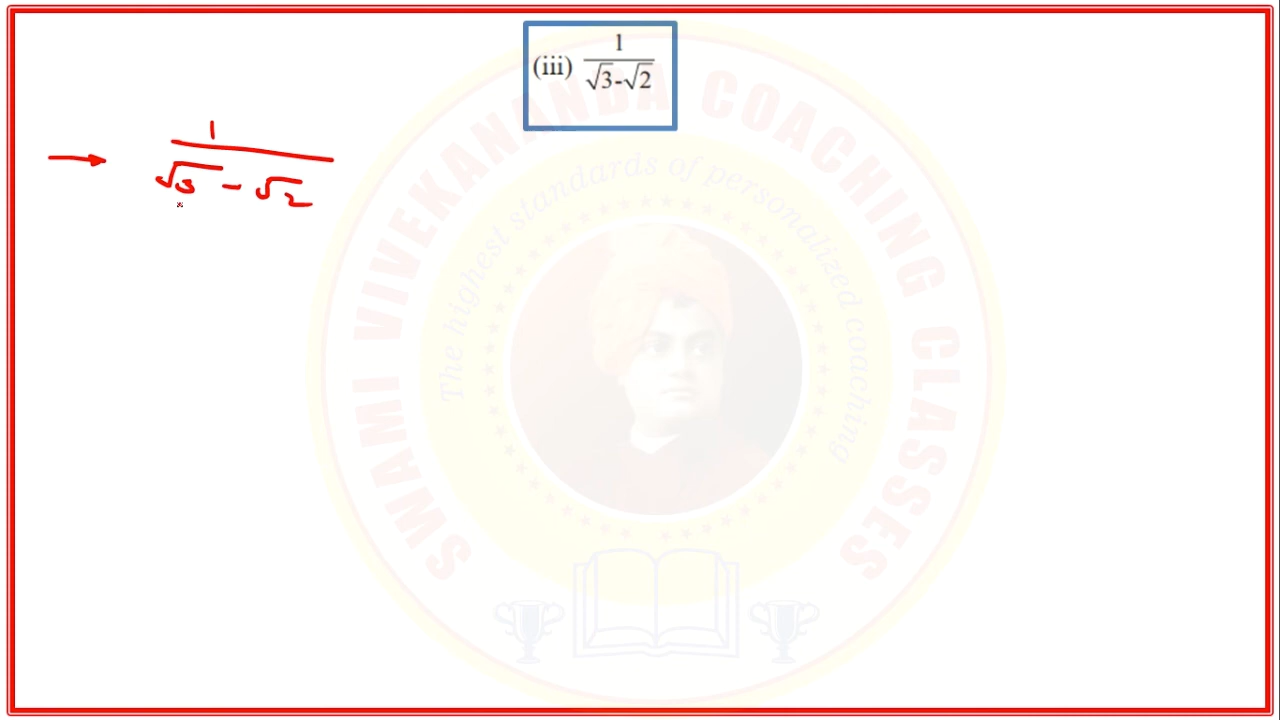 (iii) 1/(√3-√2)
→ 1/(√3 - √2)
SWAMI VIVEKANANDA COACHING CLASSES
The highest standards of personalized coaching